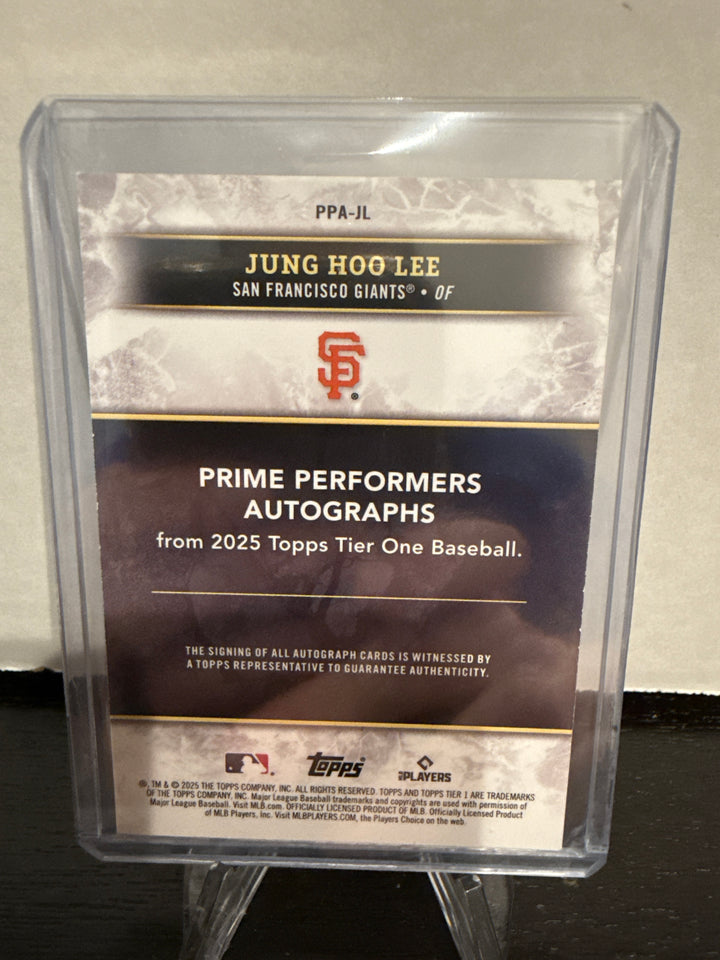 PPA-JL
JUNG HOO LEE
SAN FRANCISCO GIANTS® • OF
SF®
PRIME PERFORMERS
AUTOGRAPHS
from 2025 Topps Tier One Baseball.
THE SIGNING OF ALL AUTOGRAPH CARDS IS WITNESSED BY
A TOPPS REPRESENTATIVE TO GUARANTEE AUTHENTICITY.
topps® MLB PLAYERS
®, TM & © 2025 THE TOPPS COMPANY, INC. ALL RIGHTS RESERVED. TOPPS AND TOPPS TIER 1 ARE TRADEMARKS
OF THE TOPPS COMPANY, INC. Major League Baseball trademarks and copyrights are used with permission of
Major League Baseball. Visit MLB.com. OFFICIALLY LICENSED PRODUCT OF MLB. Officially Licensed Product
of MLB Players, Inc. Visit MLBPLAYERS.COM, the Players Choice on the web.